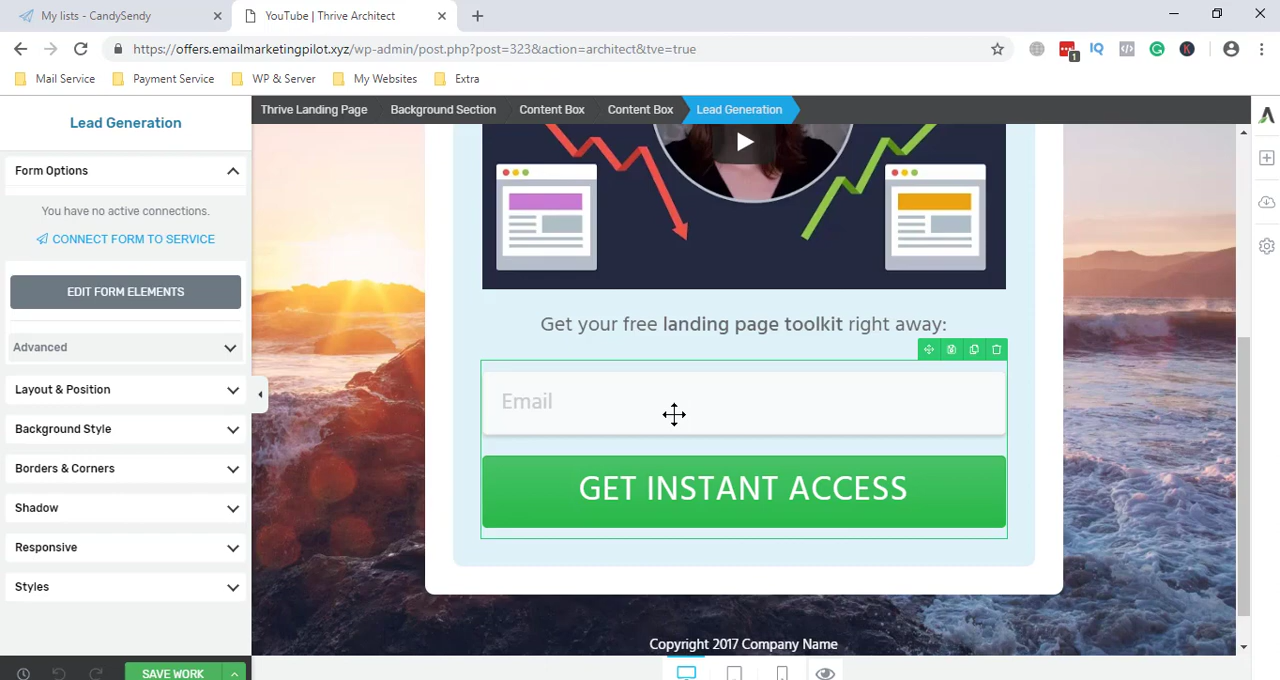 My lists - CandySendy
YouTube | Thrive Architect
https://offers.emailmarketingpilot.xyz/wp-admin/post.php?post=323&action=architect&tve=true
1
IQ
K
Mail Service
Payment Service
WP & Server
My Websites
Extra
Lead Generation
Thrive Landing Page
Background Section
Content Box
Content Box
Lead Generation
Form Options
You have no active connections.
CONNECT FORM TO SERVICE
EDIT FORM ELEMENTS
Advanced
Layout & Position
Background Style
Borders & Corners
Shadow
Responsive
Styles
SAVE WORK
Get your free landing page toolkit right away:
Email
GET INSTANT ACCESS
Copyright 2017 Company Name